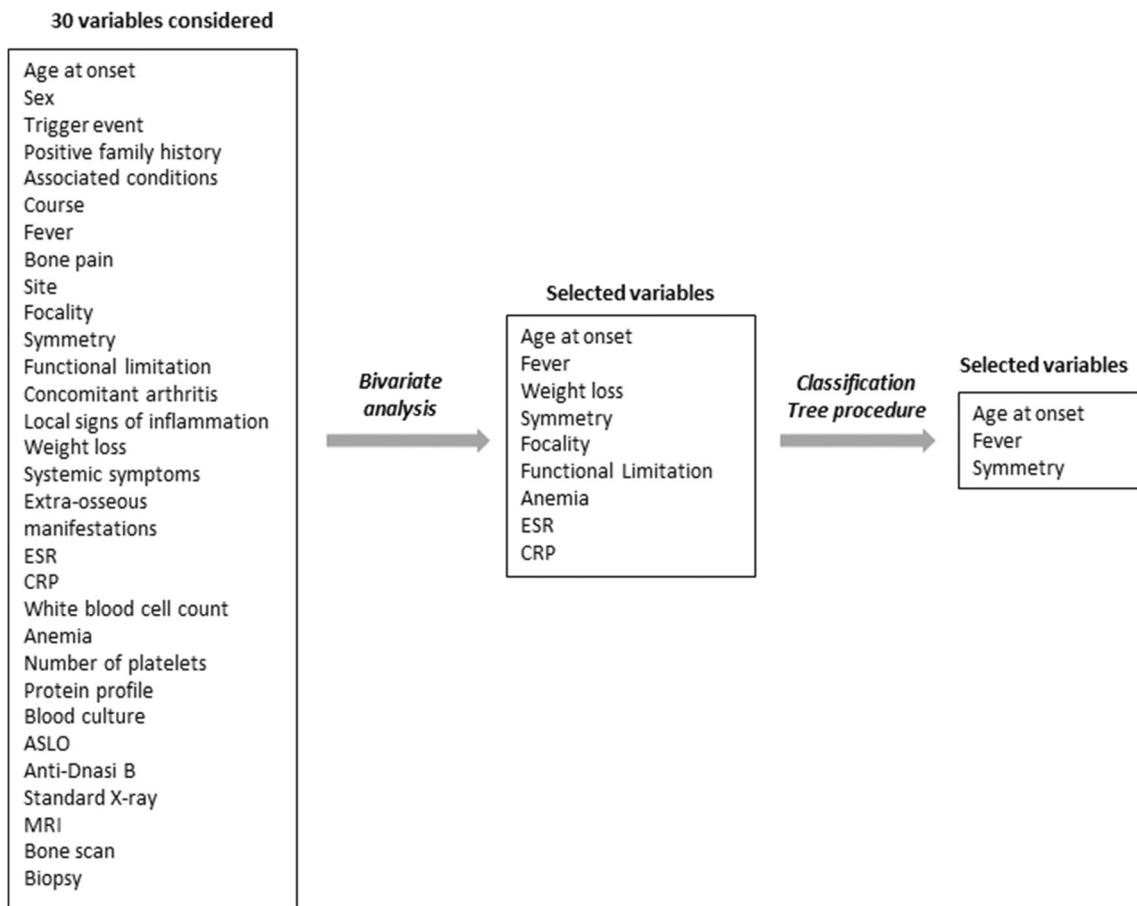 30 variables considered
Age at onset
Sex
Trigger event
Positive family history
Associated conditions
Course
Fever
Bone pain
Site
Focality
Symmetry
Functional limitation
Concomitant arthritis
Local signs of inflammation
Weight loss
Systemic symptoms
Extra-osseous
manifestations
ESR
CRP
White blood cell count
Anemia
Number of platelets
Protein profile
Blood culture
ASLO
Anti-Dnasi B
Standard X-ray
MRI
Bone scan
Biopsy
Bivariate
analysis
Selected variables
Age at onset
Fever
Weight loss
Symmetry
Focality
Functional Limitation
Anemia
ESR
CRP
Classification
Tree procedure
Selected variables
Age at onset
Fever
Symmetry